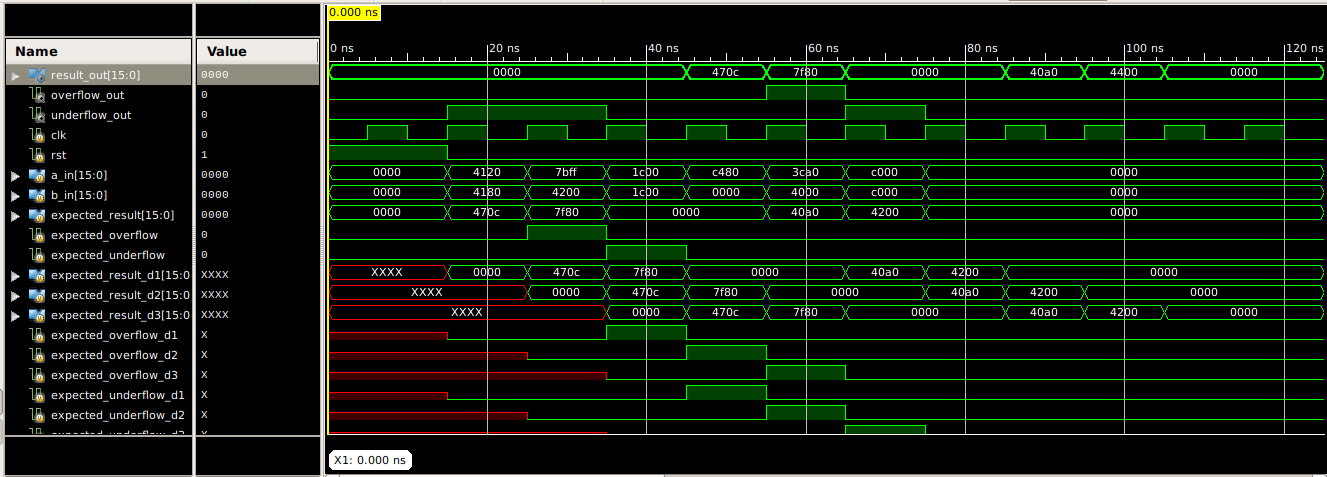 0.000 ns
Name Value
0 ns 20 ns 40 ns 60 ns 80 ns 100 ns 120 ns
result_out[15:0] 0000 0000 470c 7f80 0000 40a0 4400 0000
overflow_out 0
underflow_out 0
clk 0
rst 1
a_in[15:0] 0000 0000 4120 7bff 1c00 c480 3ca0 c000 0000
b_in[15:0] 0000 0000 4180 4200 1c00 0000 4000 c000 0000
expected_result[15:0] 0000 0000 470c 7f80 0000 40a0 4200 0000
expected_overflow 0
expected_underflow 0
expected_result_d1[15:0 XXXX XXXX 0000 470c 7f80 0000 40a0 4200 0000
expected_result_d2[15:0 XXXX XXXX 0000 470c 7f80 0000 40a0 4200 0000
expected_result_d3[15:0 XXXX XXXX 0000 470c 7f80 0000 40a0 4200 0000
expected_overflow_d1 X
expected_overflow_d2 X
expected_overflow_d3 X
expected_underflow_d1 X
expected_underflow_d2 X
X1: 0.000 ns